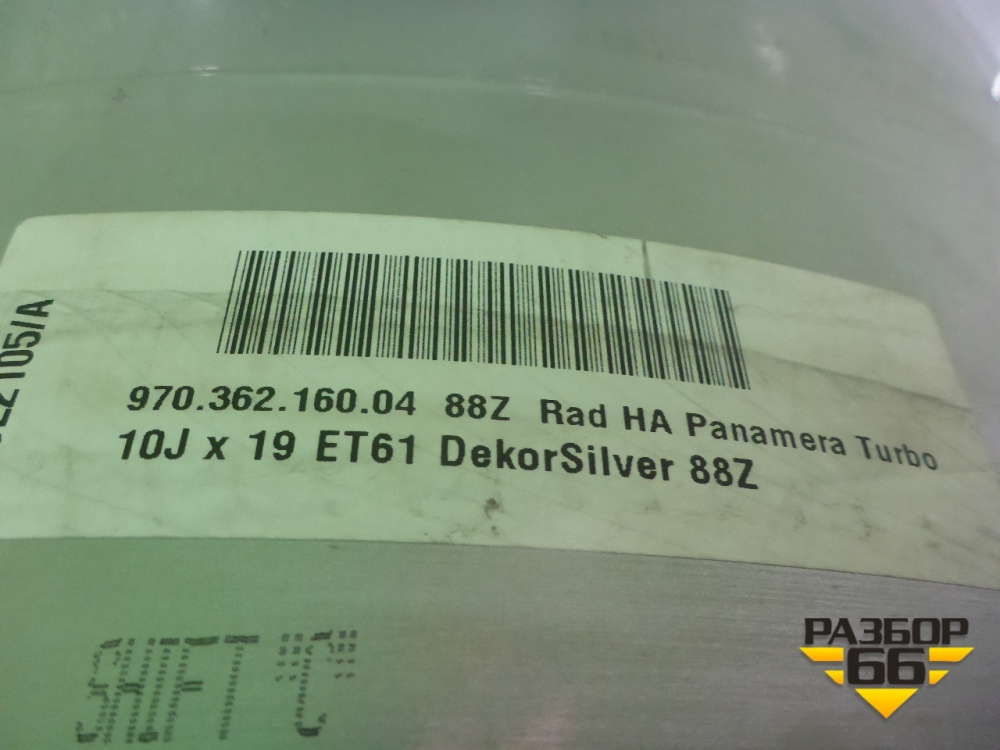 970.362.160.04 88Z Rad HA Panamera Turbo
10J x 19 ET61 DekorSilver 88Z
РАЗБОР
66